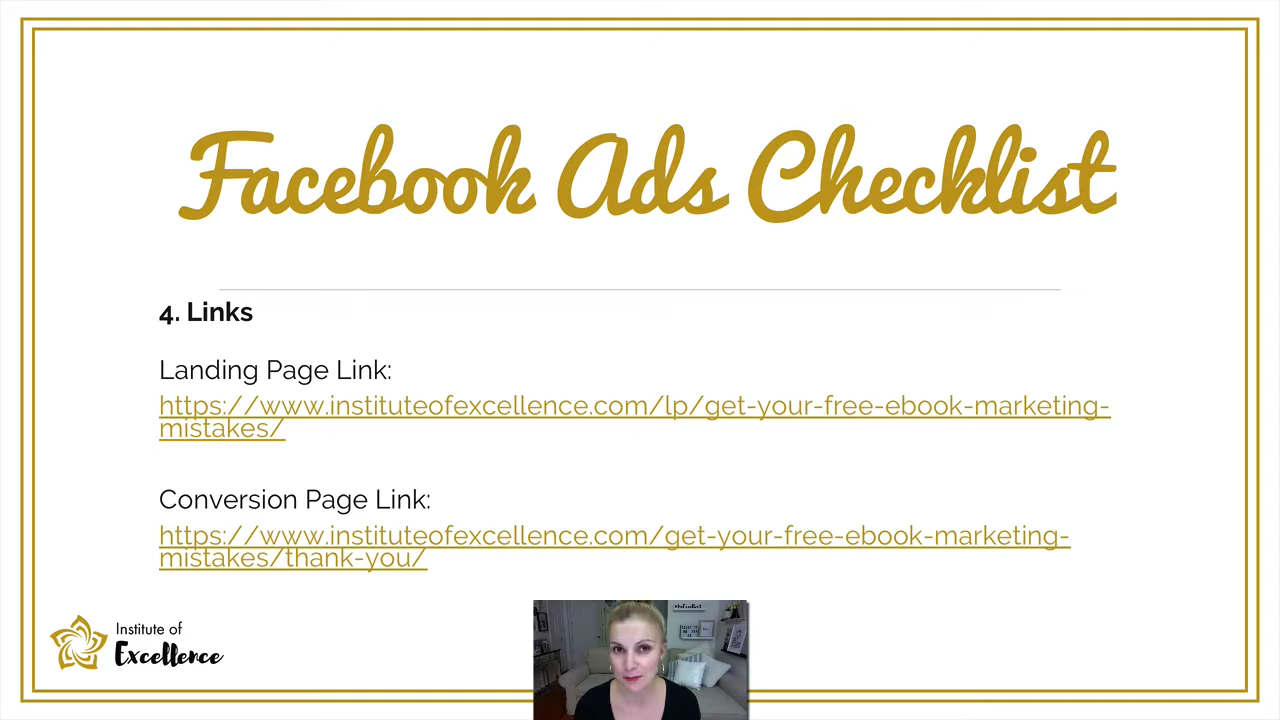 Facebook Ads Checklist
4. Links
Landing Page Link:
https://www.instituteofexcellence.com/lp/get-your-free-ebook-marketing-
mistakes/
Conversion Page Link:
https://www.instituteofexcellence.com/get-your-free-ebook-marketing-
mistakes/thank-you/
Institute of
Excellence